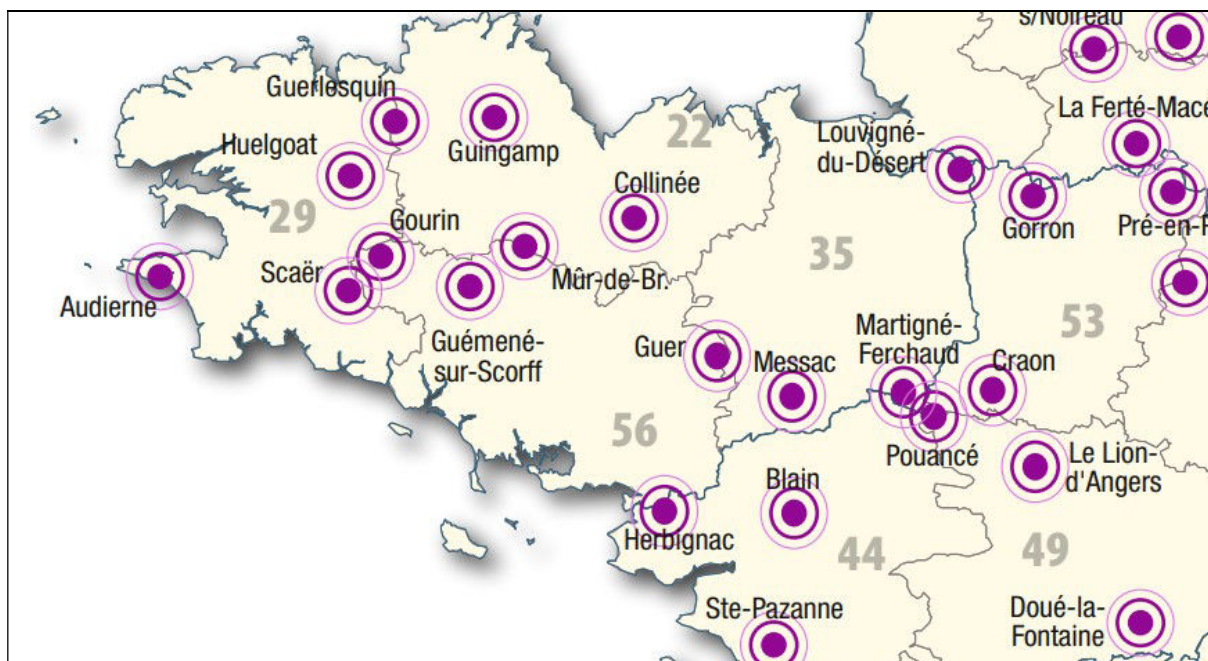 s/Noireau
Guerlesquin
La Ferté-Macé
Huelgoat
Guingamp
22
Louvigné-
du-Désert
Collinée
29
Gourin
Gorron
Pré-en-P
35
Scaër
Mûr-de-Br.
Audierne
53
Guémené-
sur-Scorff
Guer
Messac
Martigné-
Ferchaud
Craon
56
Pouancé
Le Lion-
d'Angers
Blain
Herbignac
44
49
Ste-Pazanne
Doué-la-
Fontaine